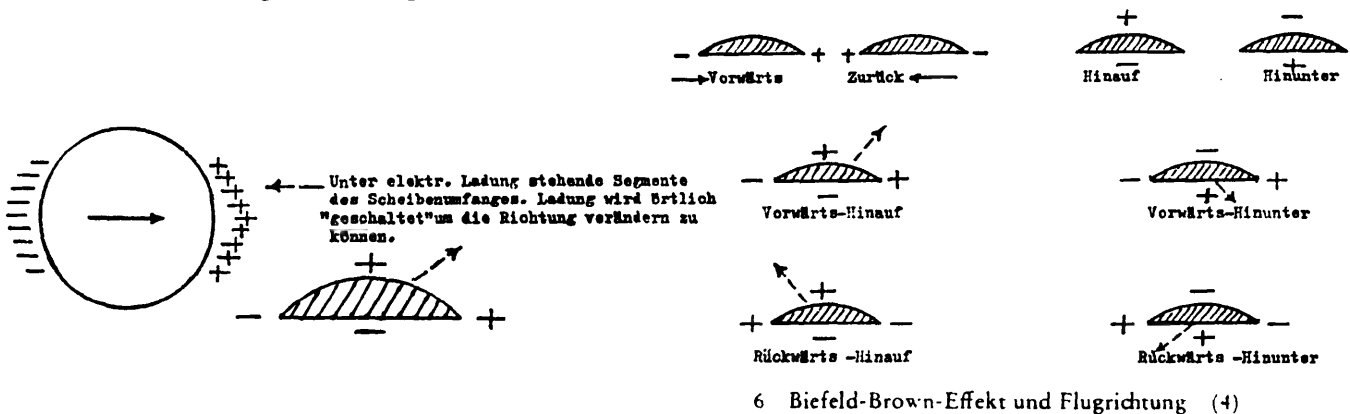 - Vorwärts + + Zurück -
+ Hinauf -
- Hinunter +
Unter elektr. Ladung stehende Segmente
des Scheibenumfanges. Ladung wird örtlich
"geschaltet"um die Richtung verändern zu
können.
+
- +
-
+
- +
-
Vorwärts-Hinauf
-
- +
+
Vorwärts-Hinunter
+
+ -
-
Rückwärts -Hinauf
-
+ -
+
Rückwärts -Hinunter
6 Biefeld-Brown-Effekt und Flugrichtung (4)